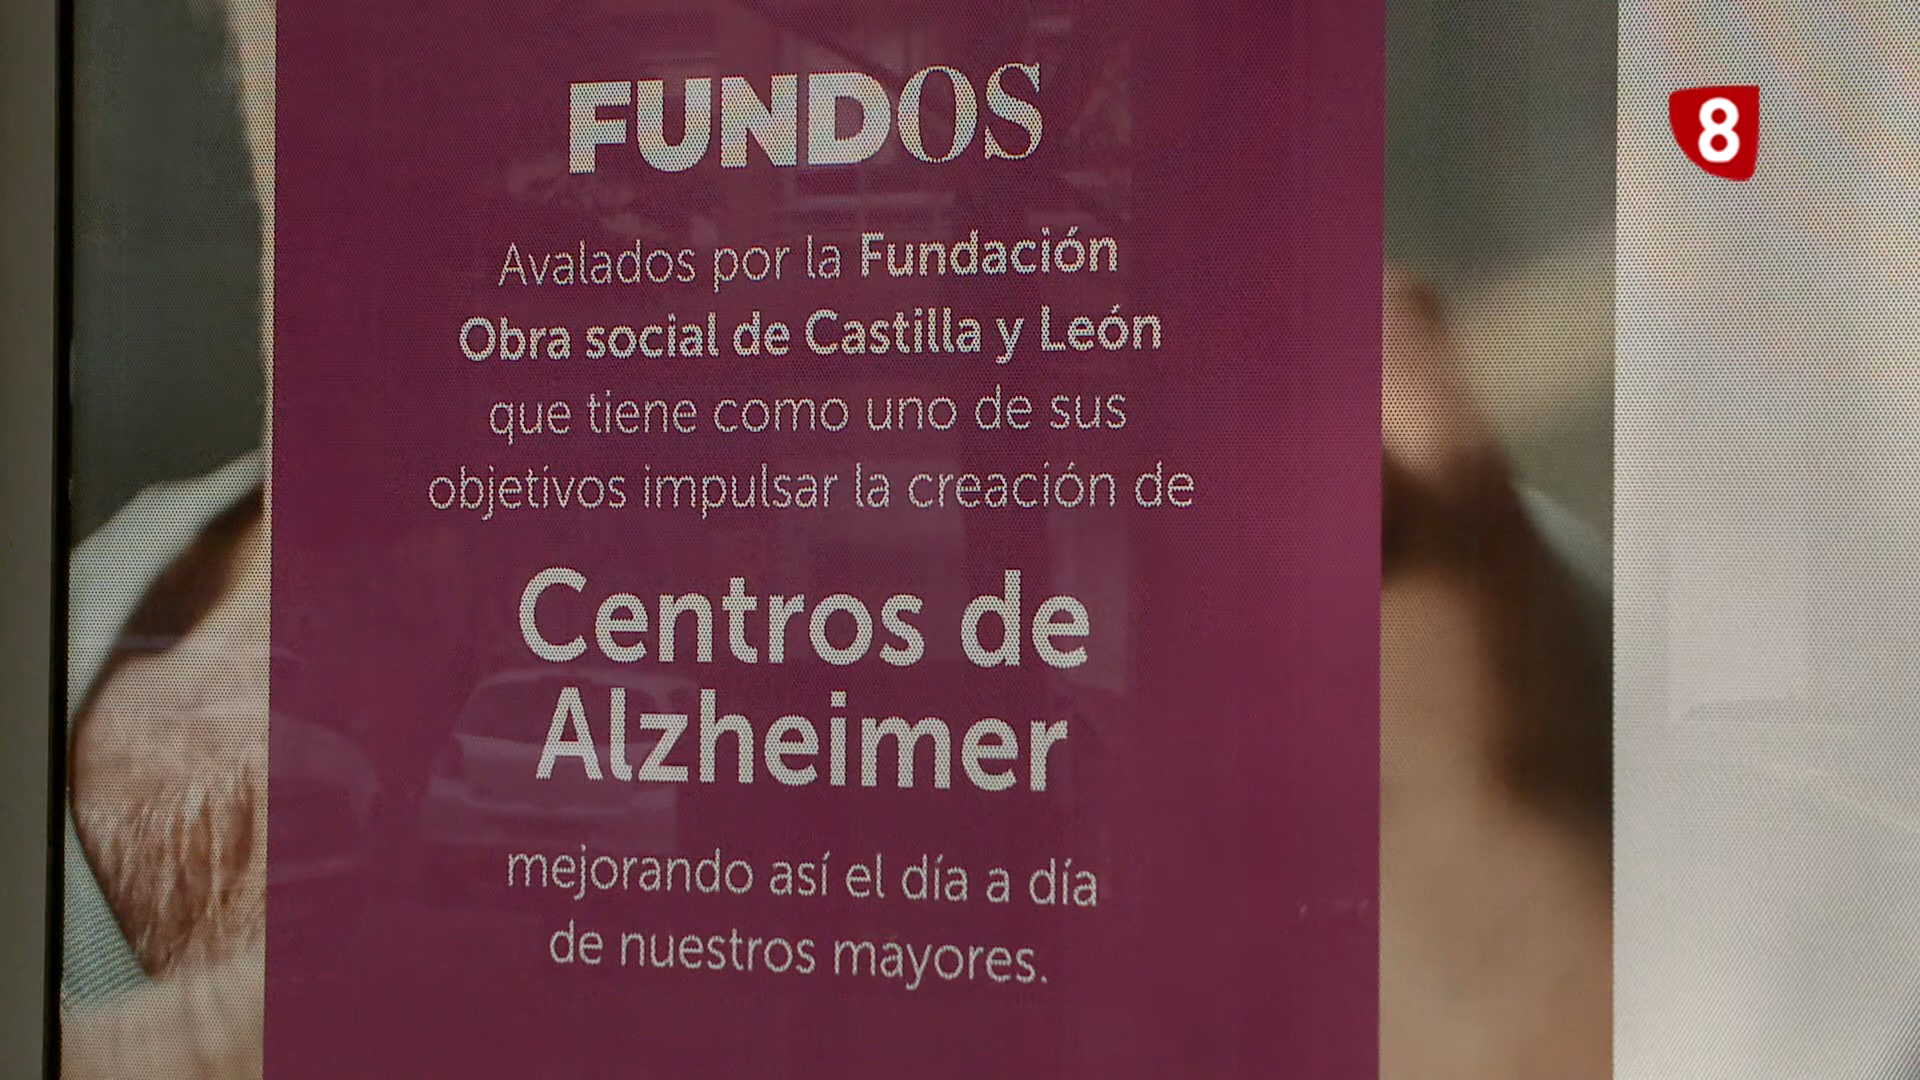 FUNDOS
8
Avalados por la Fundación
Obra social de Castilla y León
que tiene como uno de sus
objetivos impulsar la creación de
Centros de
Alzheimer
mejorando así el día a día
de nuestros mayores.